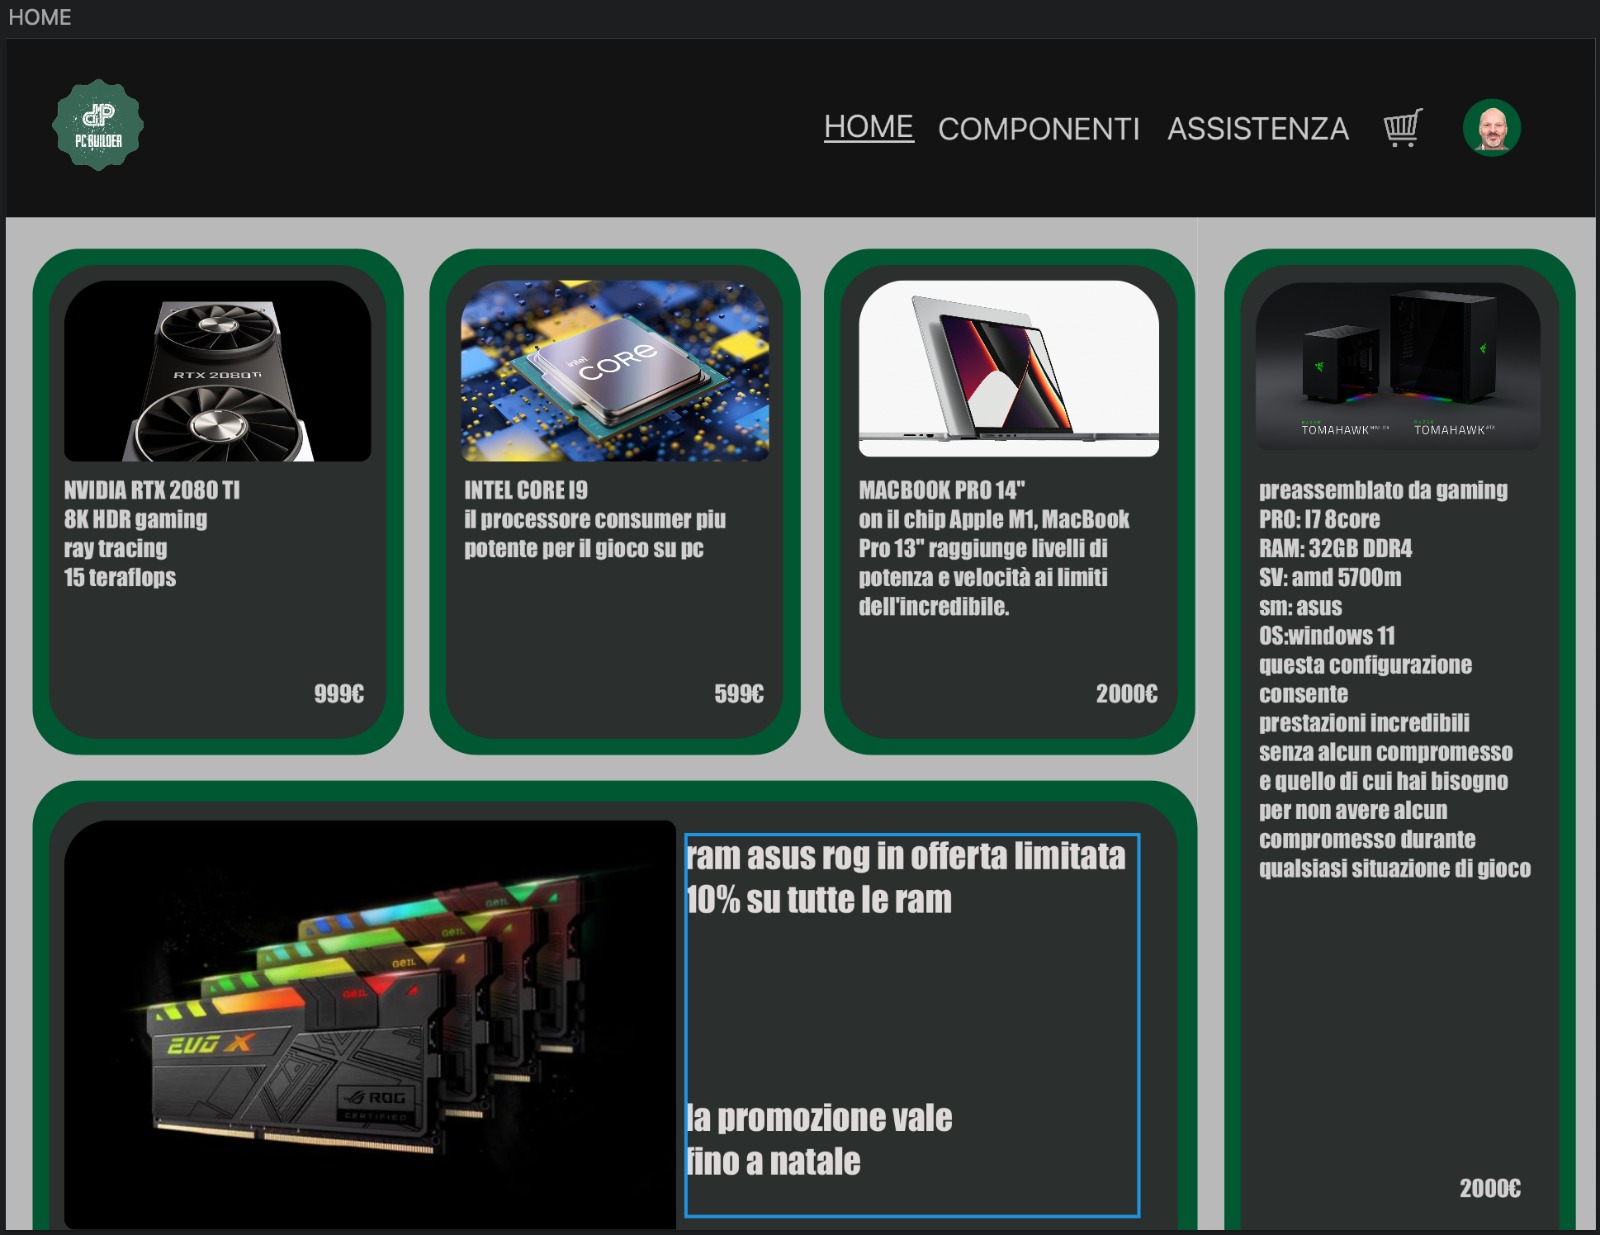 HOME
dP
PC BUILDER
HOME
COMPONENTI
ASSISTENZA
RTX 2080Ti
NVIDIA RTX 2080 TI
8K HDR gaming
ray tracing
15 teraflops
999€
intel
CORE
INTEL CORE I9
il processore consumer piu
potente per il gioco su pc
599€
MACBOOK PRO 14"
on il chip Apple M1, MacBook
Pro 13" raggiunge livelli di
potenza e velocità ai limiti
dell'incredibile.
2000€
RAZER
TOMAHAWK
RAZER
TOMAHAWK ATX
preassemblato da gaming
PRO: I7 8core
RAM: 32GB DDR4
SV: amd 5700m
sm: asus
OS:windows 11
questa configurazione
consente
prestazioni incredibili
senza alcun compromesso
e quello di cui hai bisogno
per non avere alcun
compromesso durante
qualsiasi situazione di gioco
2000€
GEIL
GEIL
GEIL
EVO X
ROG
CERTIFIED
ram asus rog in offerta limitata
10% su tutte le ram
la promozione vale
fino a natale